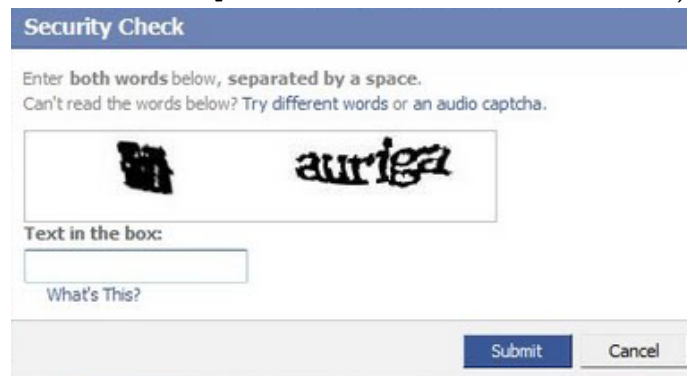 Security Check
Enter both words below, separated by a space.
Can't read the words below? Try different words or an audio captcha.
auriga
Text in the box:
What's This?
Submit Cancel